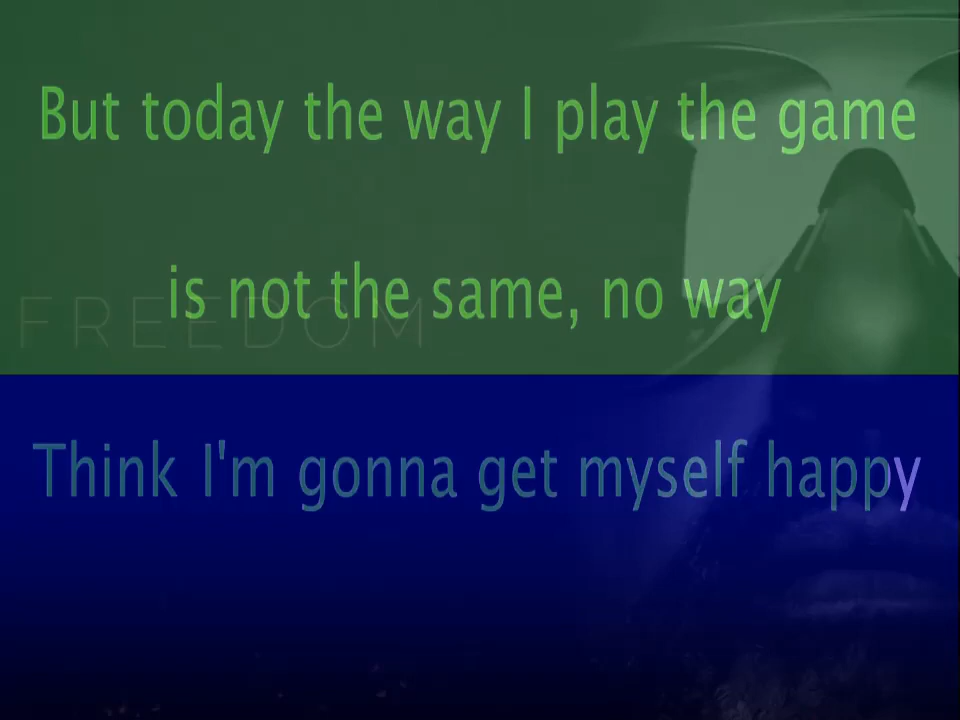 But today the way I play the game
is not the same, no way
FREEDOM
Think I'm gonna get myself happy